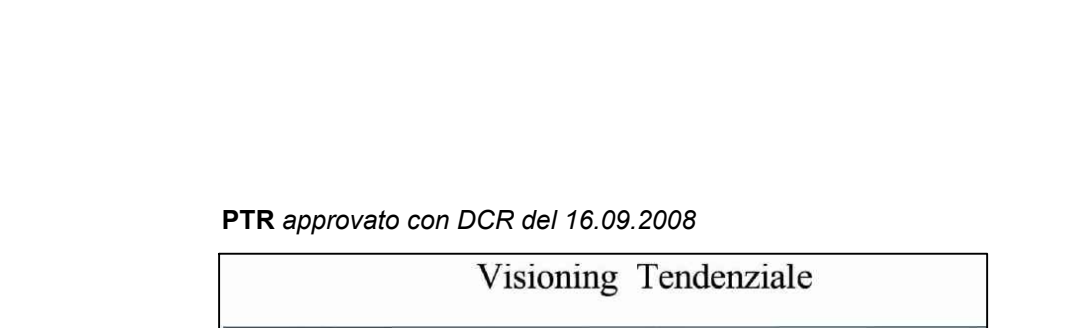 PTR approvato con DCR del 16.09.2008
Visioning Tendenziale